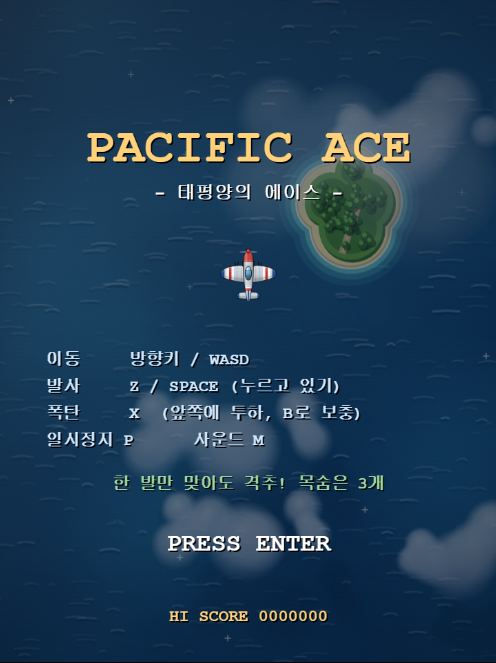 PACIFIC ACE
- 태평양의 에이스 -
이동 방향키 / WASD
발사 Z / SPACE (누르고 있기)
폭탄 X (앞쪽에 투하, B로 보충)
일시정지 P 사운드 M
한 발만 맞아도 격추! 목숨은 3개
PRESS ENTER
HI SCORE 0000000